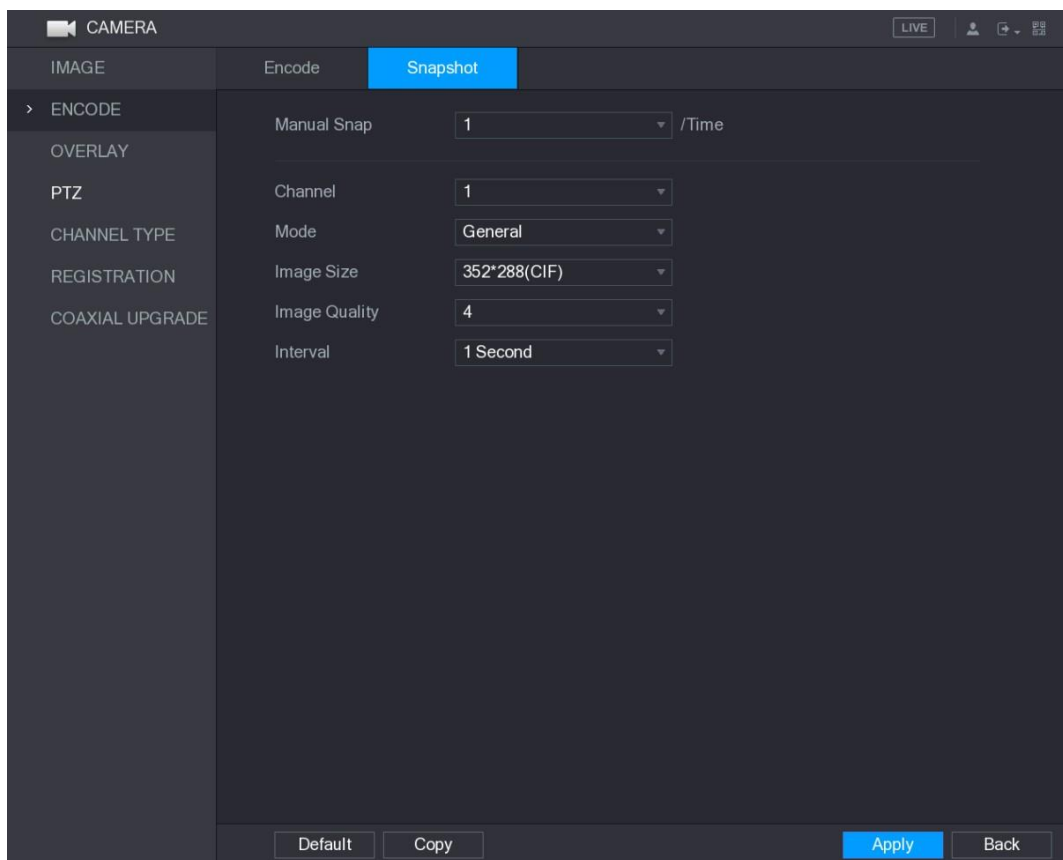 CAMERA LIVE
IMAGE Encode Snapshot
> ENCODE
Manual Snap 1 /Time
OVERLAY
PTZ Channel 1
CHANNEL TYPE Mode General
REGISTRATION Image Size 352*288(CIF)
COAXIAL UPGRADE Image Quality 4
Interval 1 Second
Default Copy Apply Back